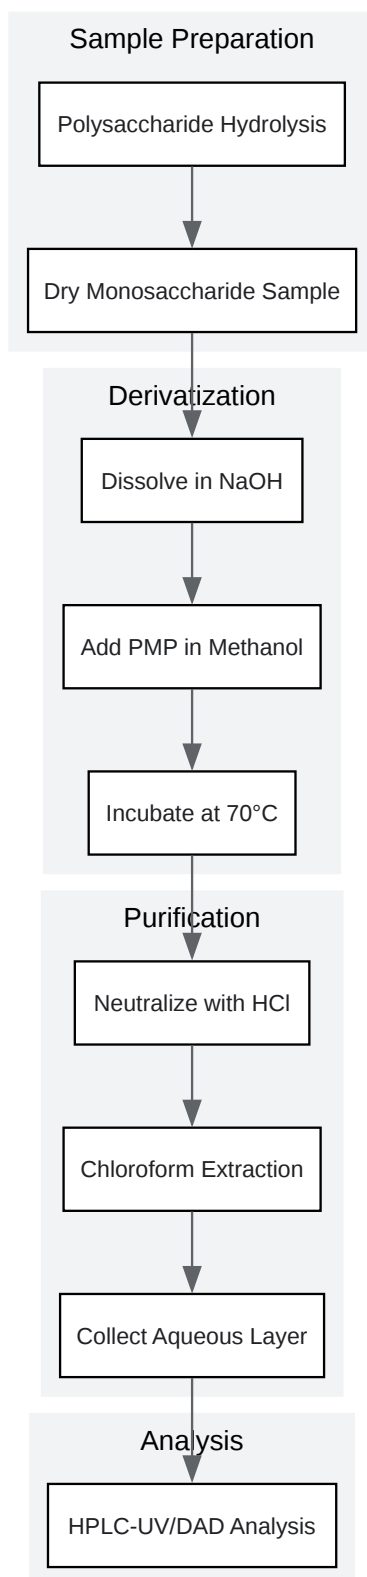 Sample Preparation
Polysaccharide Hydrolysis
Dry Monosaccharide Sample
Derivatization
Dissolve in NaOH
Add PMP in Methanol
Incubate at 70°C
Purification
Neutralize with HCl
Chloroform Extraction
Collect Aqueous Layer
Analysis
HPLC-UV/DAD Analysis